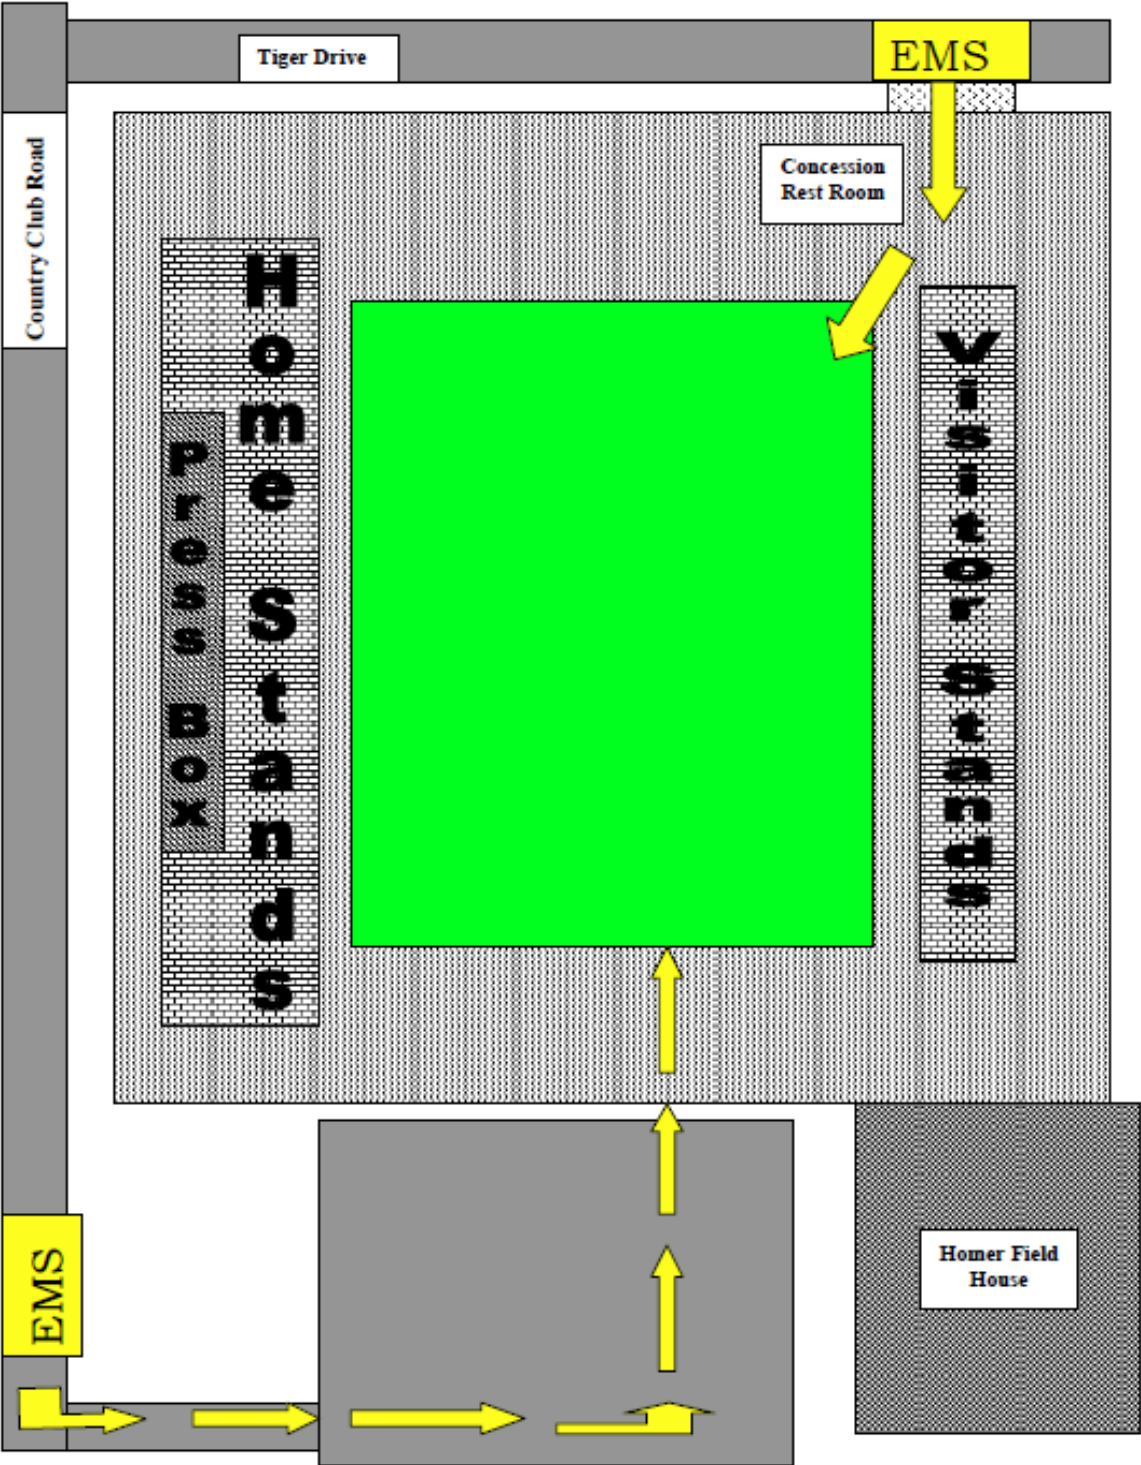 Tiger Drive
EMS
Concession
Rest Room
Country Club Road
Home Stands
Press Box
Visitor Stands
EMS
Homer Field
House